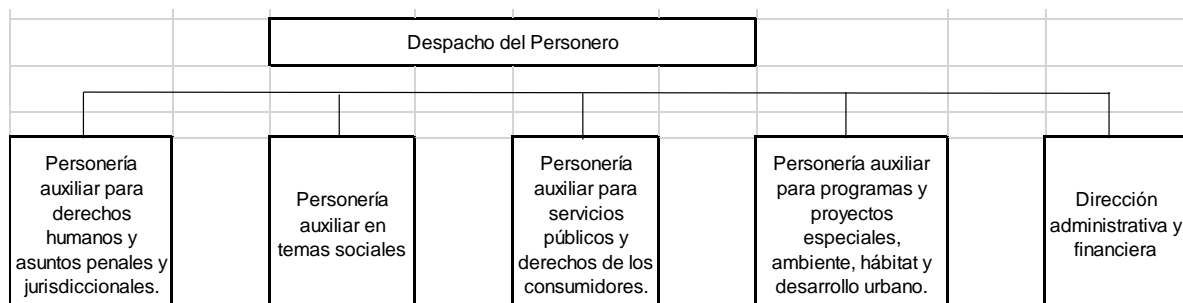 Despacho del Personero
Personería
auxiliar para
derechos
humanos y
asuntos penales y
jurisdiccionales.
Personería
auxiliar en
temas sociales
Personería
auxiliar para
servicios
públicos y
derechos de los
consumidores.
Personería auxiliar
para programas y
proyectos
especiales,
ambiente, hábitat y
desarrollo urbano.
Dirección
administrativa y
financiera